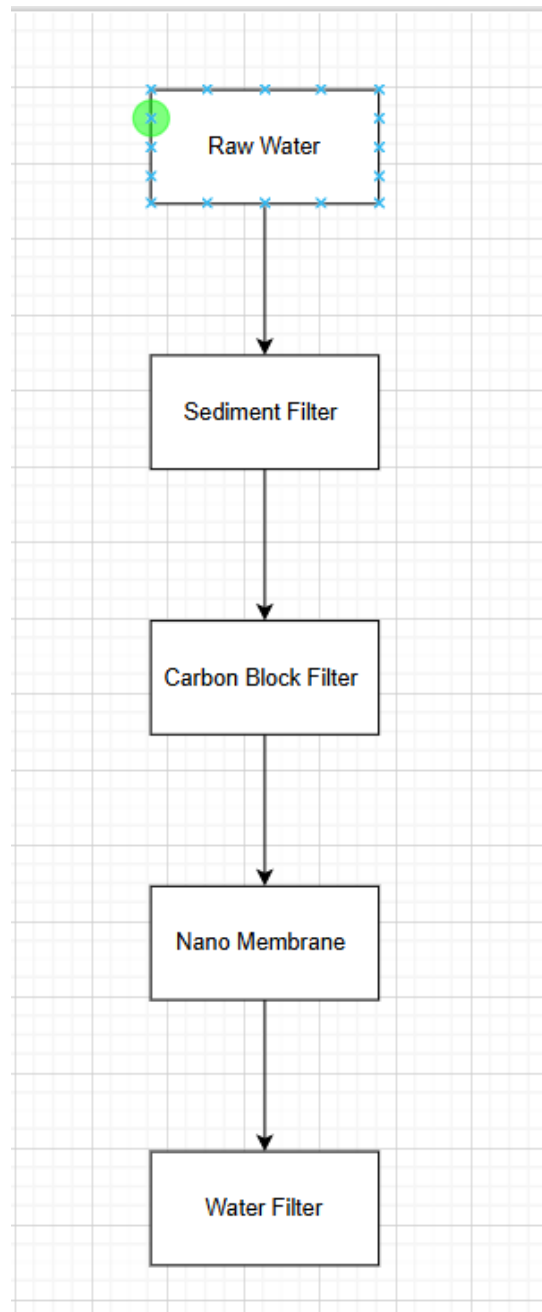 Raw Water
Sediment Filter
Carbon Block Filter
Nano Membrane
Water Filter